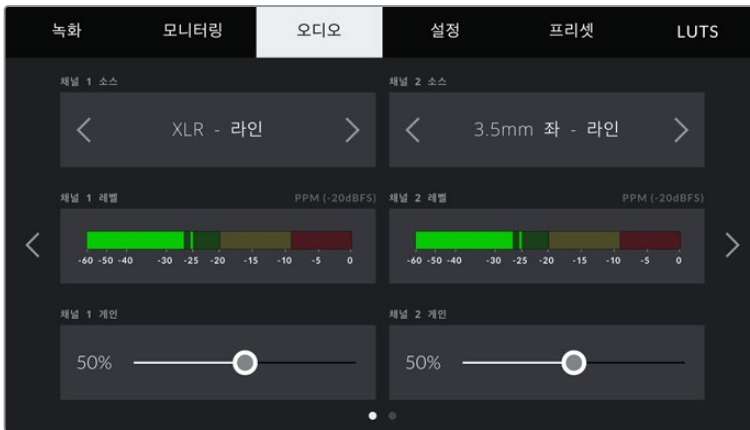 녹화 모니터링 오디오 설정 프리셋 LUTS
채널 1 소스 채널 2 소스
XLR - 라인 3.5mm 좌 - 라인
채널 1 레벨 PPM (-20dBFS) 채널 2 레벨 PPM (-20dBFS)
-60 -50 -40 -30 -25 -20 -15 -10 -5 0 -60 -50 -40 -30 -25 -20 -15 -10 -5 0
채널 1 게인 채널 2 게인
50% 50%